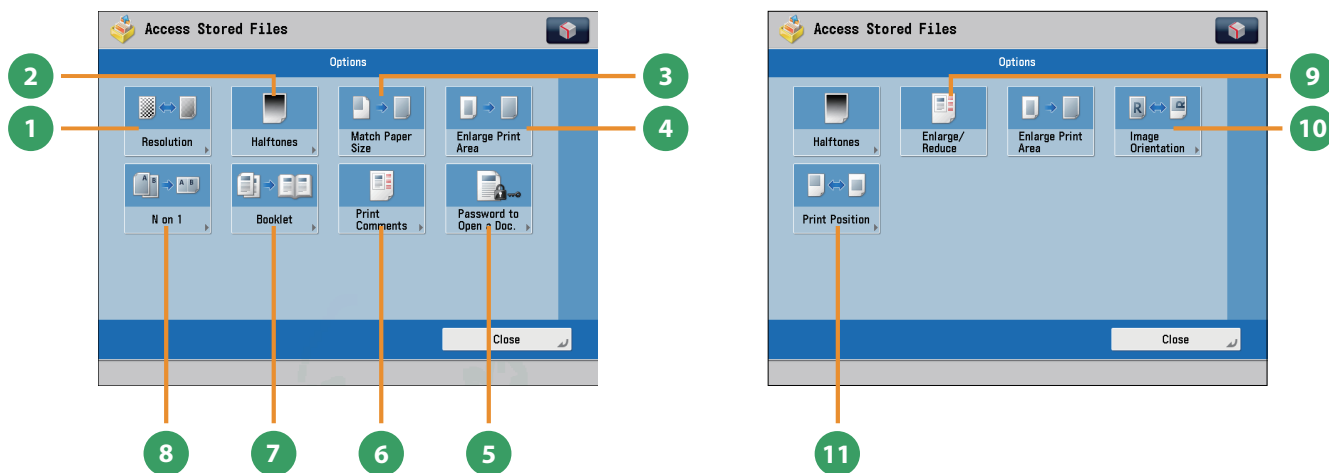 Access Stored Files
Options
2
3
1
4
Resolution
Halftones
Match Paper
Size
Enlarge Print
Area
A B
A B
N on 1
Booklet
Print
Comments
Password to
Open a Doc.
Close
8
7
6
5
Access Stored Files
Options
9
10
Halftones
Enlarge/
Reduce
Enlarge Print
Area
R
R
Image
Orientation
Print Position
Close
11